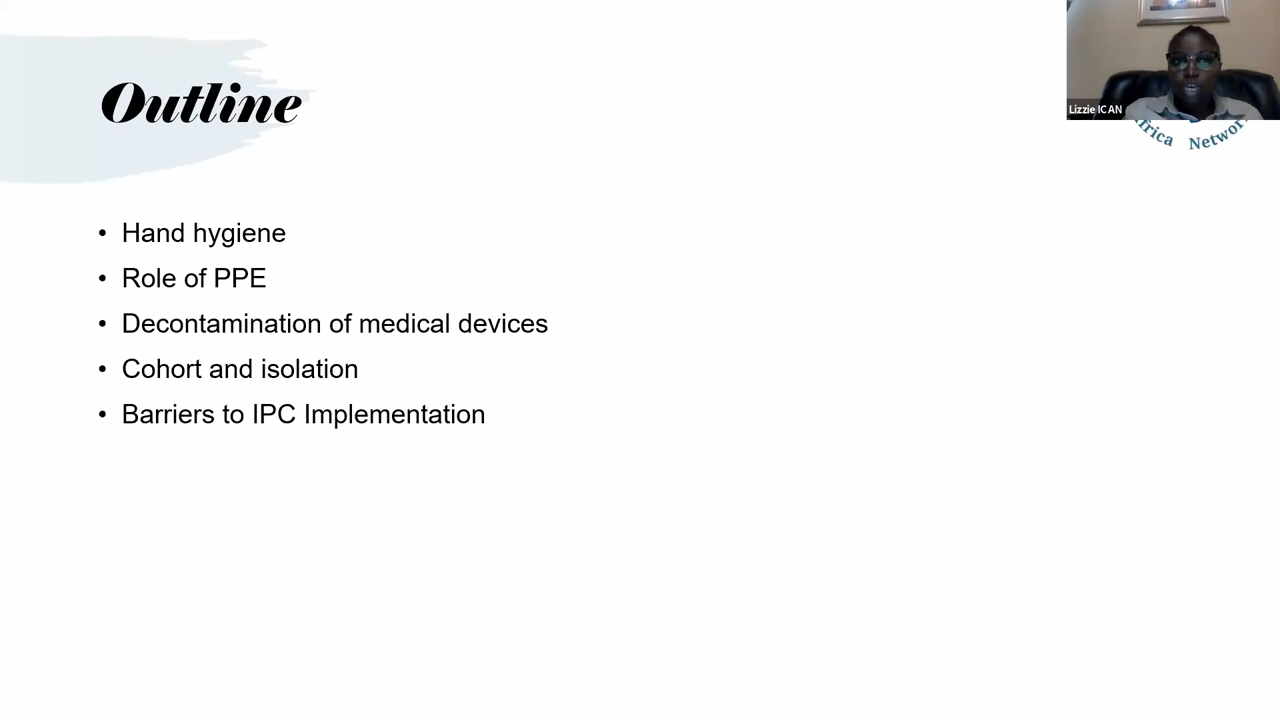 Outline
Lizzie ICAN
frica Networ
• Hand hygiene
• Role of PPE
• Decontamination of medical devices
• Cohort and isolation
• Barriers to IPC Implementation